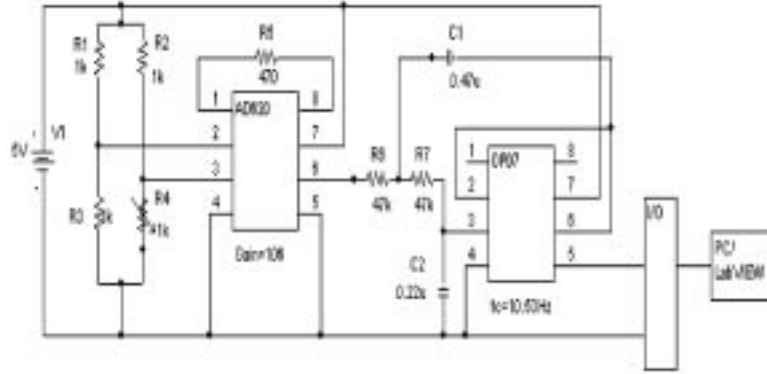 R1
1k
R2
1k
R5
470
C1
0.47u
V1
6V
1
AD620
8
2
7
3
6
4
5
R3
R4
1k
Gain=106
R6
47k
R7
47k
1
OP07
8
2
7
3
6
4
5
C2
0.22u
fc=10.53Hz
I/O
PC/
LabVIEW